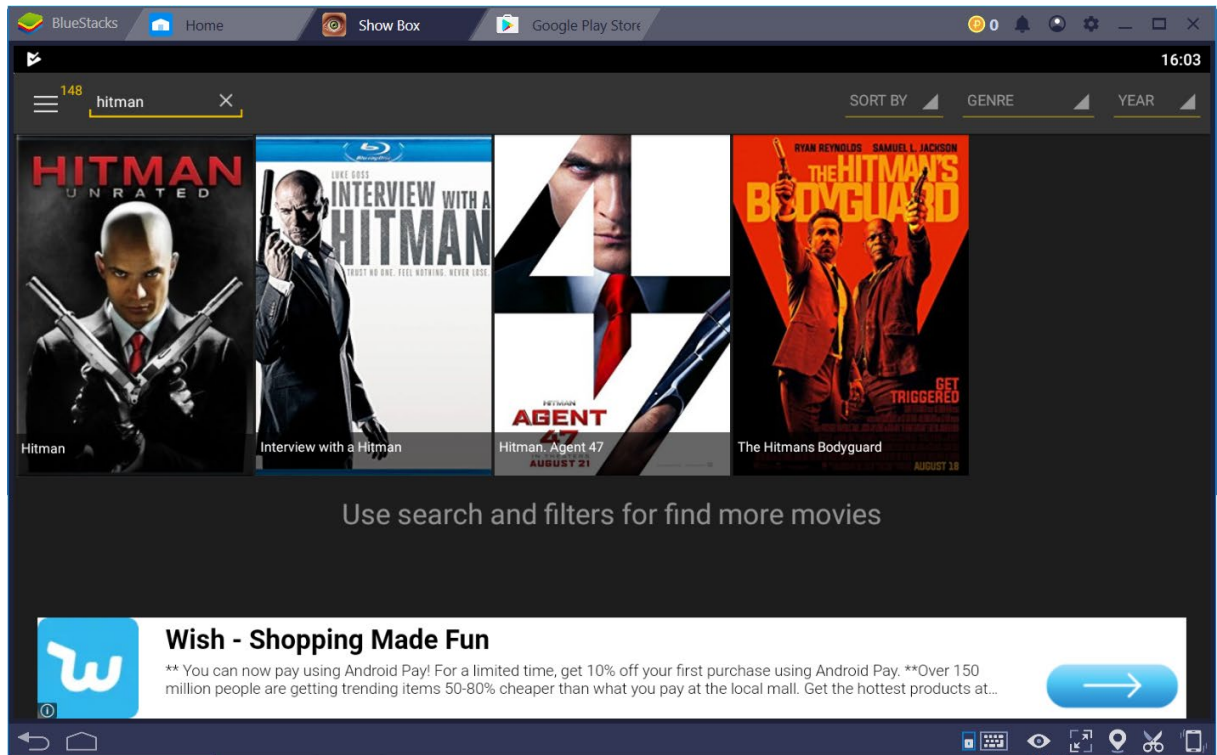 BlueStacks Home Show Box Google Play Store 0
16:03
148
hitman SORT BY GENRE YEAR
HITMAN
UNRATED
Hitman
Blu-ray Disc
LUKE GOSS
INTERVIEW WITH A
HITMAN
TRUST NO ONE. FEEL NOTHING. NEVER LOSE.
Interview with a Hitman
HITMAN
AGENT
47
IN THEATERS
AUGUST 21
Hitman. Agent 47
RYAN REYNOLDS SAMUEL L. JACKSON
THE HITMAN'S
BODYGUARD
GET
TRIGGERED
AUGUST 18
The Hitmans Bodyguard
Use search and filters for find more movies
Wish - Shopping Made Fun
** You can now pay using Android Pay! For a limited time, get 10% off your first purchase using Android Pay. **Over 150
million people are getting trending items 50-80% cheaper than what you pay at the local mall. Get the hottest products at...